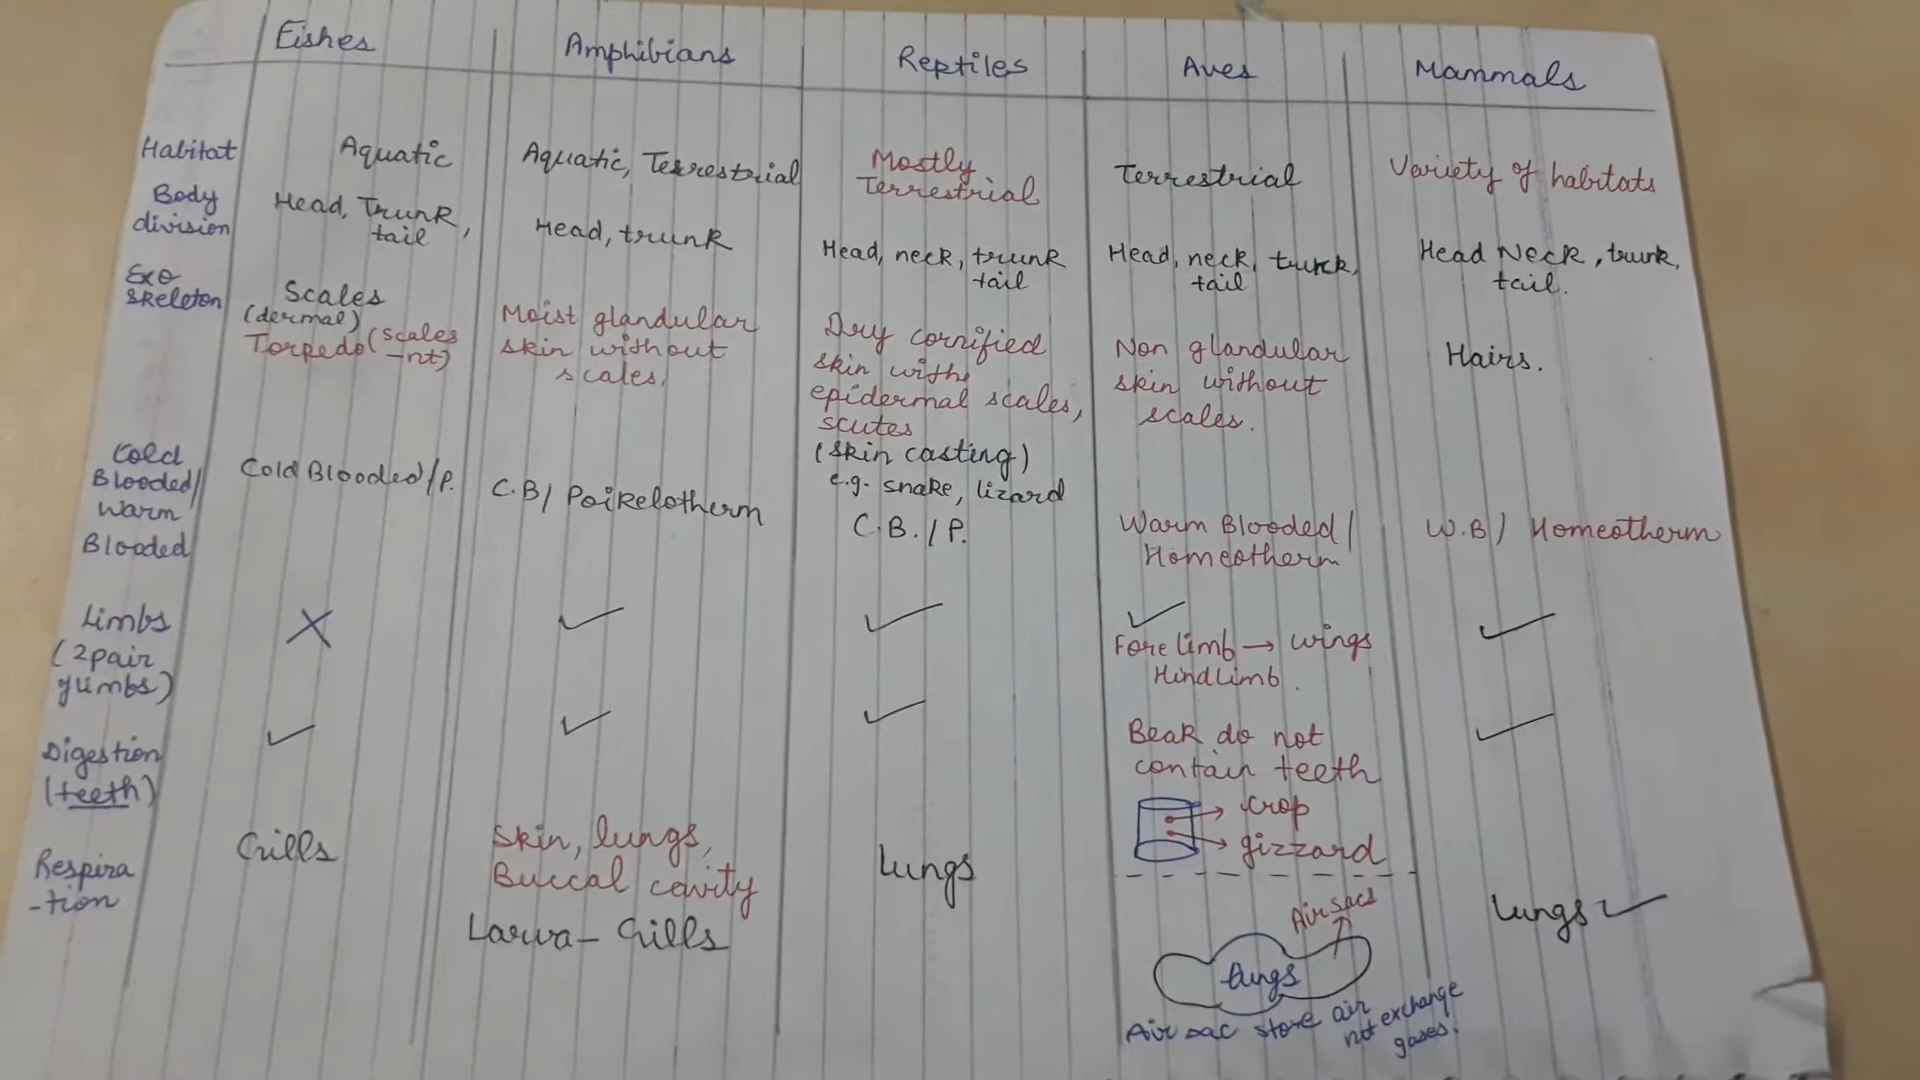 Fishes Amphibians Reptiles Aves Mammals
Habitat Aquatic Aquatic, Terrestrial Mostly Terrestrial Terrestrial Variety of habitats
Body division
Head, Trunk, tail
Head, trunk
Head, neck, trunk tail
Head, neck, trunk, tail
Head Neck, trunk, tail.
Exo skeleton
Scales
(dermal)
Torpedo (scales -nt)
Moist glandular
skin without
scales.
Dry cornified
skin with
epidermal scales,
scutes
(skin casting)
e.g. snake, lizard
Non glandular
skin without
scales.
Hairs.
Cold
Blooded/
Warm
Blooded
Cold Blooded/P.
C.B/ Poikelotherm
C.B./P.
Warm Blooded/
Homeotherm
W.B/ Homeotherm
Limbs
(2pair
limbs)
Fore limb → wings
Hind Limb.
Digestion
(teeth)
Beak do not
contain teeth
crop
gizzard
Respira
-tion
Gills
Skin, lungs,
Buccal cavity
Larva - Gills
Lungs
Air sacs
lungs
Air sac store air
not exchange
gases.
Lungs